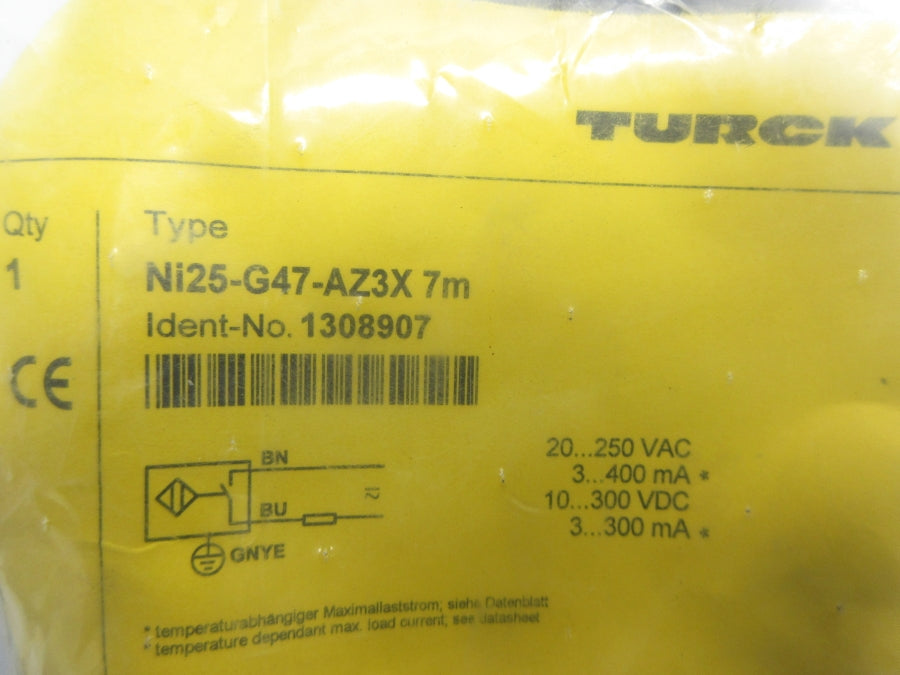 TURCK
Qty
1
Type
Ni25-G47-AZ3X 7m
Ident-No. 1308907
CE
BN
BU
GNYE
20...250 VAC
3...400 mA *
10...300 VDC
3...300 mA *
* temperaturabhängiger Maximallaststrom; siehe Datenblatt
* temperature dependant max. load current; see datasheet